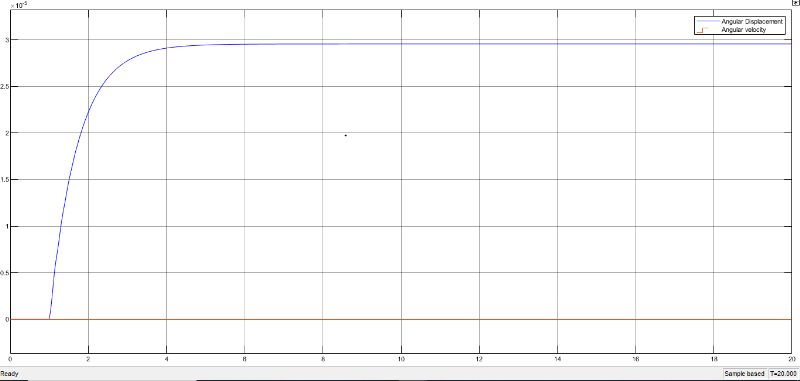 ×10-5
Angular Displacement
Angular velocity
3
2.5
2
1.5
1
0.5
0
0 2 4 6 8 10 12 14 16 18 20
Ready Sample based T=20.000